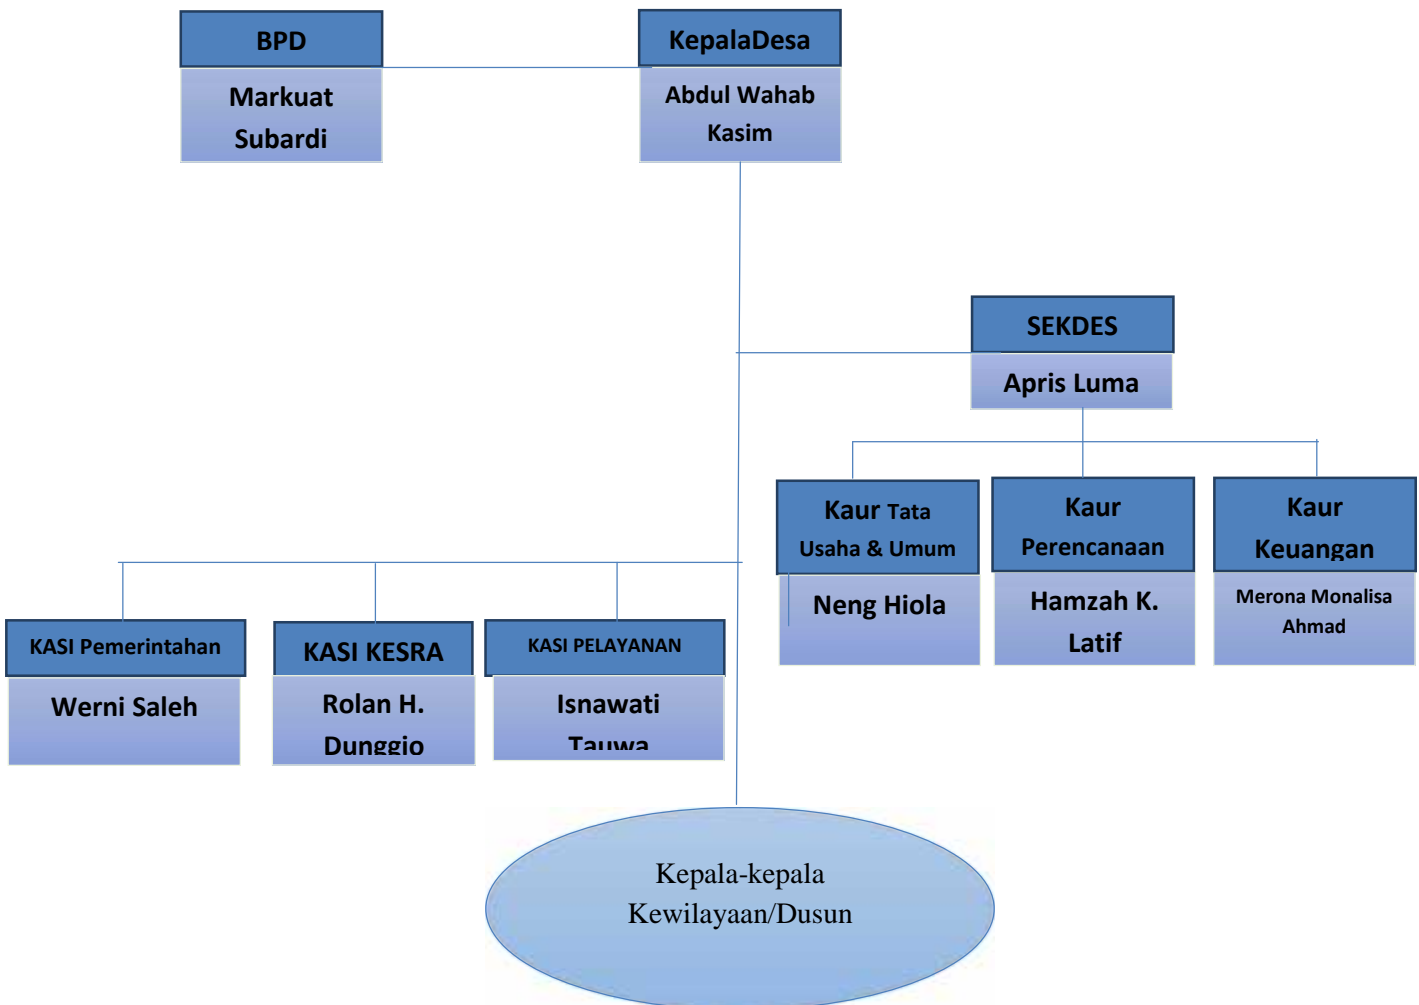 BPD
Markuat
Subardi
KepalaDesa
Abdul Wahab
Kasim
SEKDES
Apris Luma
Kaur Tata
Usaha & Umum
Neng Hiola
Kaur
Perencanaan
Hamzah K.
Latif
Kaur
Keuangan
Merona Monalisa
Ahmad
KASI Pemerintahan
Werni Saleh
KASI KESRA
Rolan H.
Dunggio
KASI PELAYANAN
Isnawati
Tauwa
Kepala-kepala
Kewilayaan/Dusun